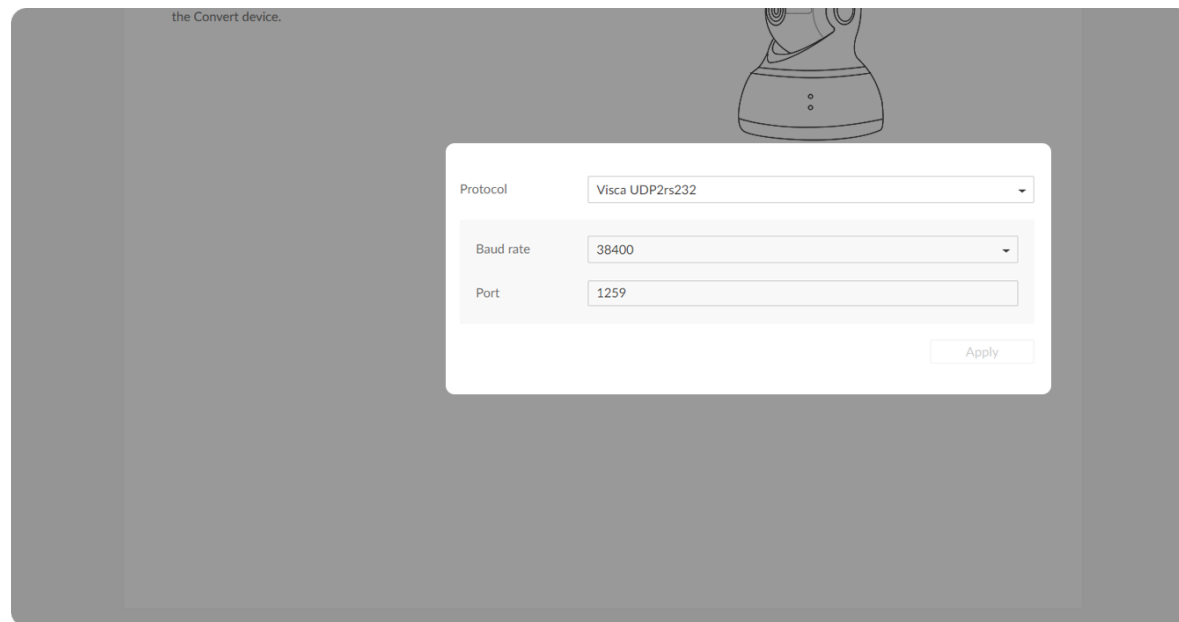 the Convert device.
Protocol
Visca UDP2rs232
Baud rate
38400
Port
1259
Apply